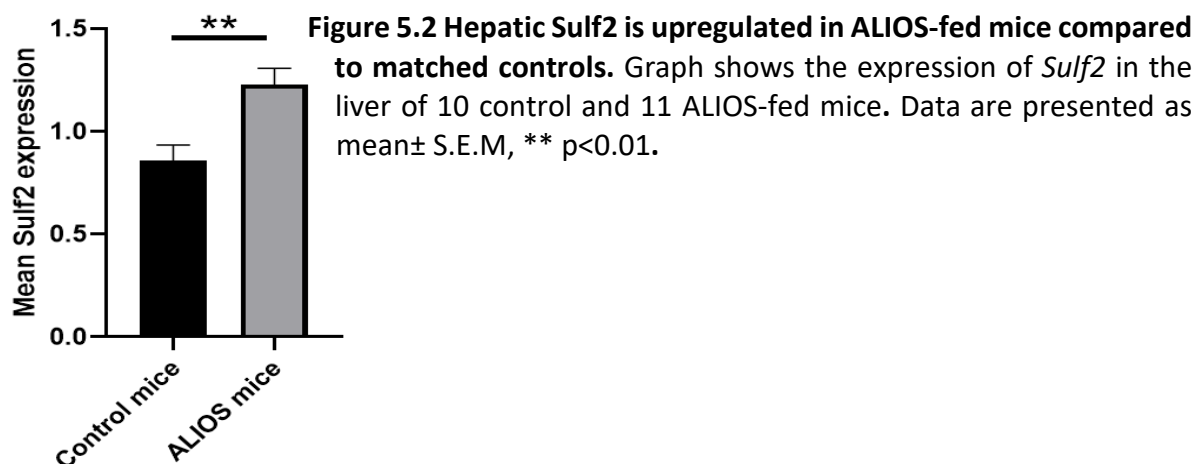 Figure 5.2 Hepatic Sulf2 is upregulated in ALIOS-fed mice compared
to matched controls. Graph shows the expression of Sulf2 in the
liver of 10 control and 11 ALIOS-fed mice. Data are presented as
mean± S.E.M, ** p<0.01.
**
Mean Sulf2 expression
1.5
1.0
0.5
0.0
Control mice
ALIOS mice